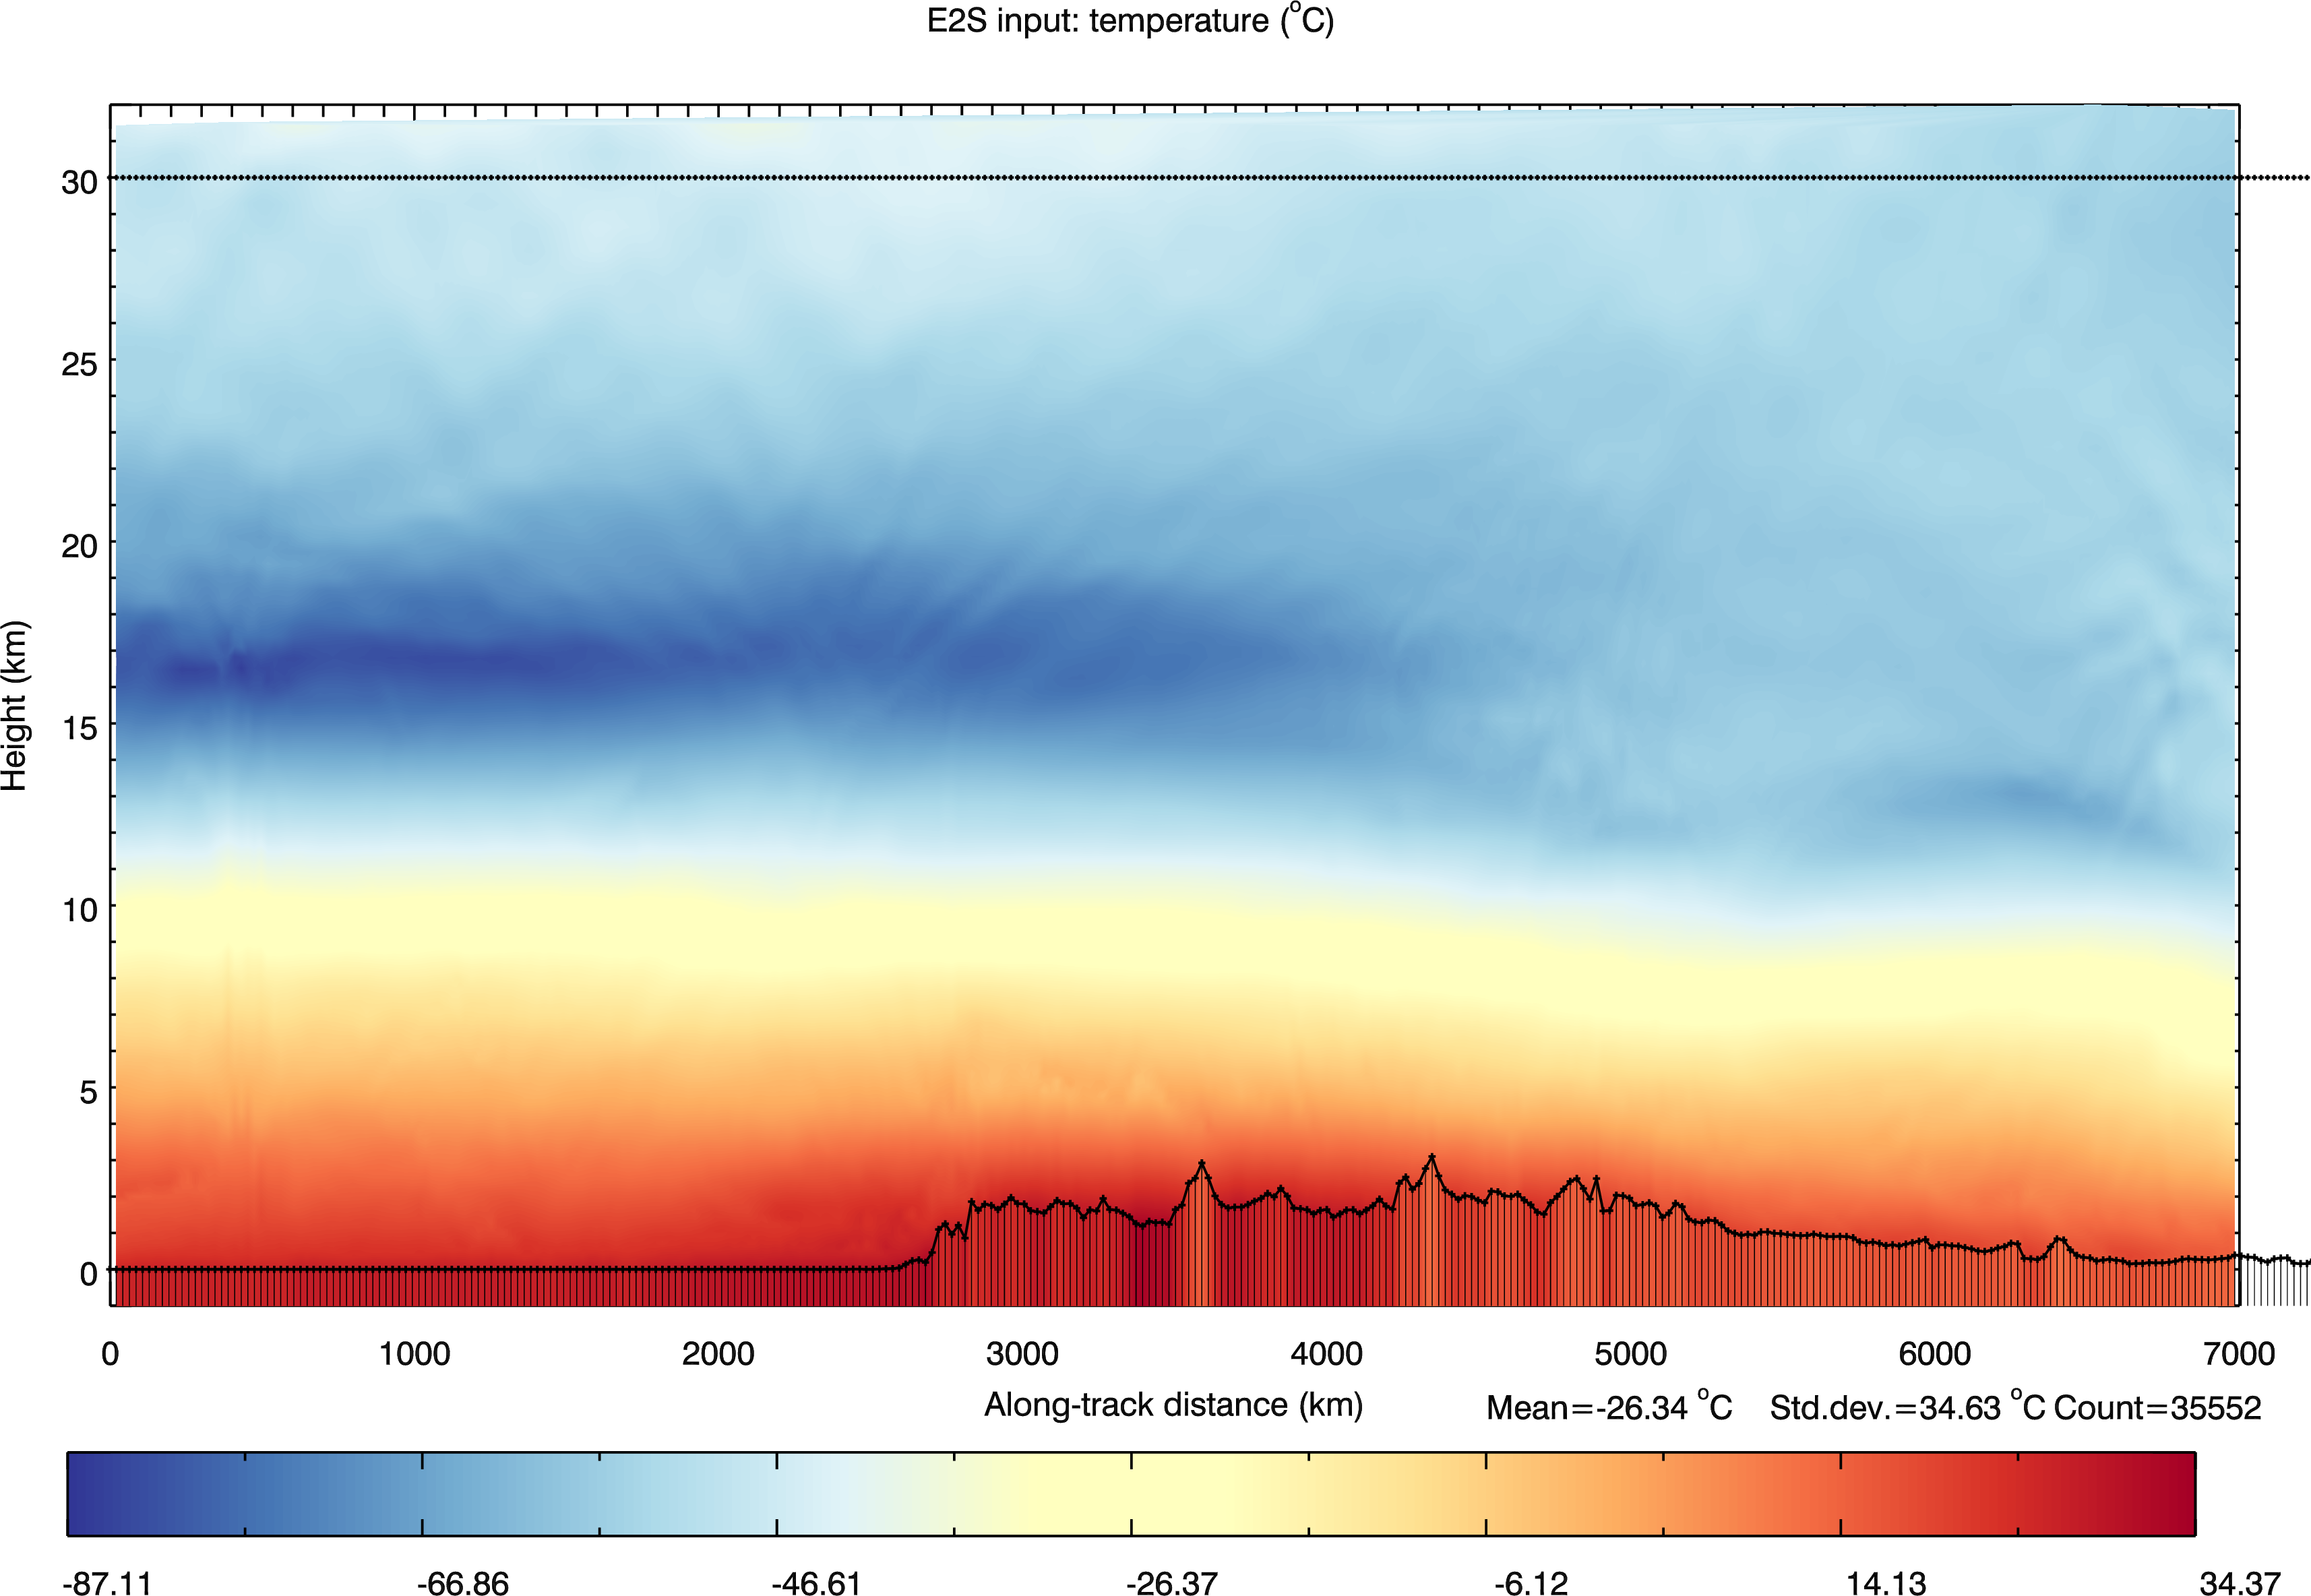 E2S input: temperature (°C)
30
25
20
15
10
5
0
Height (km)
0 1000 2000 3000 4000 5000 6000 7000
Along-track distance (km)
Mean=-26.34 °C Std.dev.=34.63 °C Count=35552
-87.11 -66.86 -46.61 -26.37 -6.12 14.13 34.37